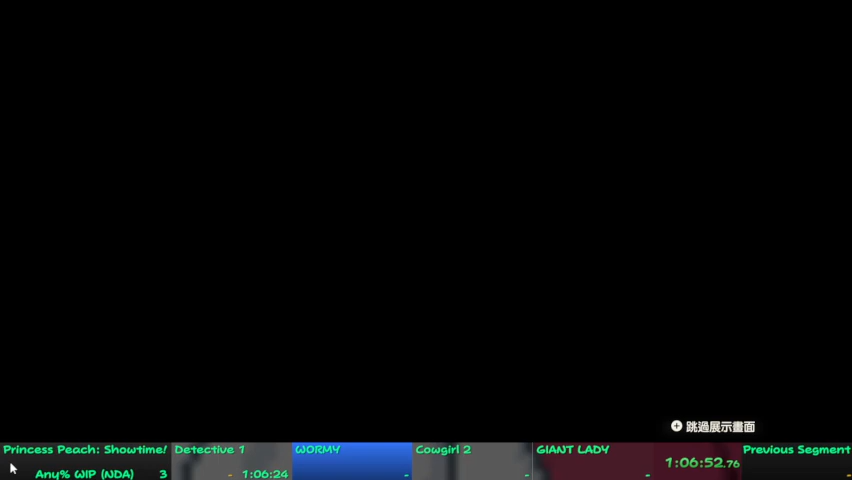 跳過展示畫面
Princess Peach: Showtime! Detective 1 WORMY Cowgirl 2 GIANT LADY Previous Segment
1:06:52.76
Any% WIP (NDA) 3 - 1:06:24 - - - -